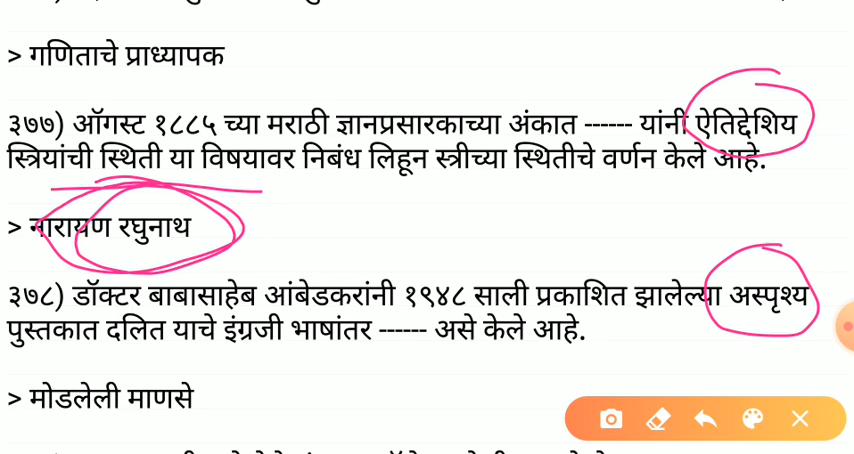 > गणिताचे प्राध्यापक
३७७) ऑगस्ट १८८५ च्या मराठी ज्ञानप्रसारकाच्या अंकात ------ यांनी ऐतिद्देशिय
स्त्रियांची स्थिती या विषयावर निबंध लिहून स्त्रीच्या स्थितीचे वर्णन केले आहे.
> नारायण रघुनाथ
३७८) डॉक्टर बाबासाहेब आंबेडकरांनी १९४८ साली प्रकाशित झालेल्या अस्पृश्य
पुस्तकात दलित याचे इंग्रजी भाषांतर ------ असे केले आहे.
> मोडलेली माणसे